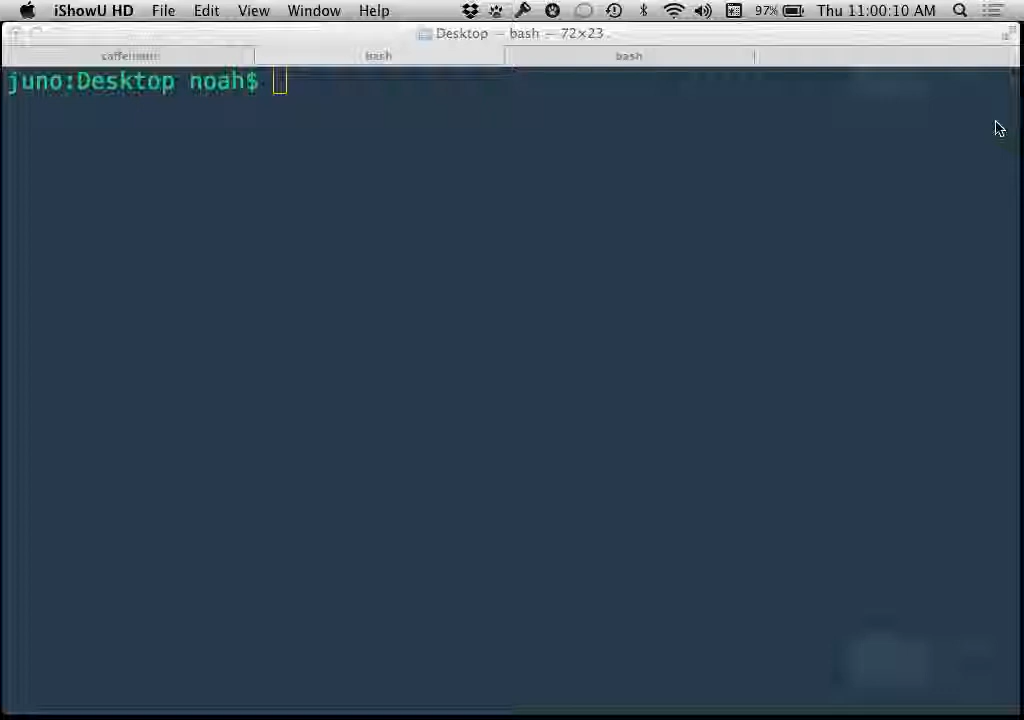 iShowU HD File Edit View Window Help 97% Thu 11:00:10 AM
Desktop — bash — 72×23
caffeinate bash bash
juno:Desktop noah$